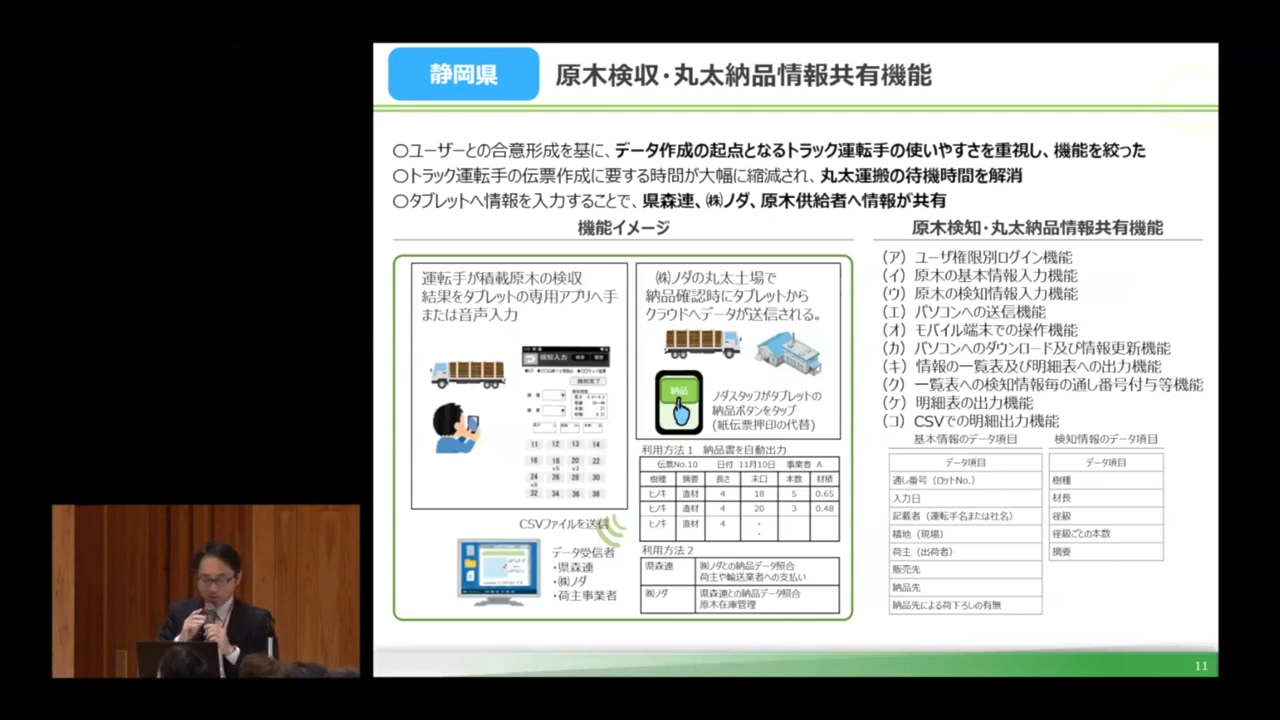 静岡県
原木検収・丸太納品情報共有機能
〇ユーザーとの合意形成を基に、データ作成の起点となるトラック運転手の使いやすさを重視し、機能を絞った
〇トラック運転手の伝票作成に要する時間が大幅に縮減され、丸太運搬の待機時間を解消
〇タブレットへ情報を入力することで、県森連、㈱ノダ、原木供給者へ情報が共有
機能イメージ
運転手が積載原木の検収
結果をタブレットの専用アプリへ手
または音声入力
検知入力
検知完了
11 12 13 14
16 18 20 22
x5 x3
24 26 28 30
x8
32 34 36 38
㈱ノダの丸太土場で
納品確認時にタブレットから
クラウドへデータが送信される。
納品
ノダスタッフがタブレットの
納品ボタンをタップ
(紙伝票押印の代替)
CSVファイルを送信
データ受信者
・県森連
・㈱ノダ
・荷主事業者
利用方法1 納品書を自動出力
伝票No.10 日付 11月10日 事業者 A
樹種 摘要 長さ 末口 本数 材積
ヒノキ 直材 4 18 5 0.65
ヒノキ 直材 4 20 3 0.48
ヒノキ 直材 4 ・
・
利用方法2
県森連 ㈱ノダとの納品データ照合
荷主や輸送業者への支払い
㈱ノダ 県森連との納品データ照合
原木在庫管理
原木検知・丸太納品情報共有機能
(ア) ユーザ権限別ログイン機能
(イ) 原木の基本情報入力機能
(ウ) 原木の検知情報入力機能
(エ) パソコンへの送信機能
(オ) モバイル端末での操作機能
(カ) パソコンへのダウンロード及び情報更新機能
(キ) 情報の一覧表及び明細表への出力機能
(ク) 一覧表への検知情報毎の通し番号付与等機能
(ケ) 明細表の出力機能
(コ) CSVでの明細出力機能
基本情報のデータ項目
データ項目
通し番号(ロットNo.)
入力日
記載者(運転手名または社名)
積地(現場)
荷主(出荷者)
販売先
納品先
納品先による荷下ろしの有無
検知情報のデータ項目
データ項目
樹種
材長
径級
径級ごとの本数
摘要
11